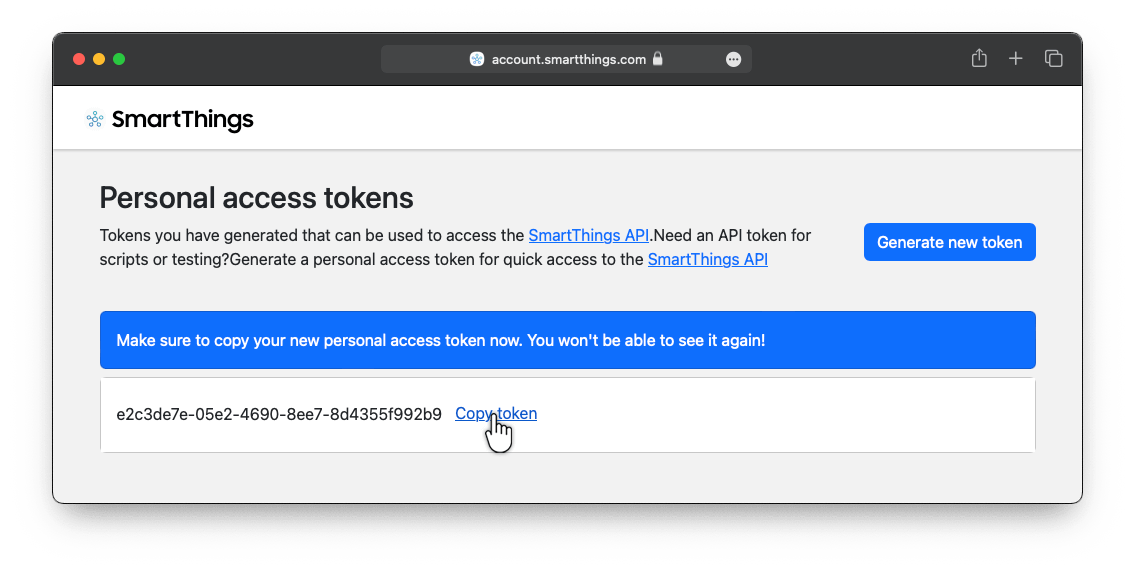 account.smartthings.com
SmartThings
Personal access tokens
Tokens you have generated that can be used to access the SmartThings API.Need an API token for
scripts or testing?Generate a personal access token for quick access to the SmartThings API
Generate new token
Make sure to copy your new personal access token now. You won't be able to see it again!
e2c3de7e-05e2-4690-8ee7-8d4355f992b9 Copy token